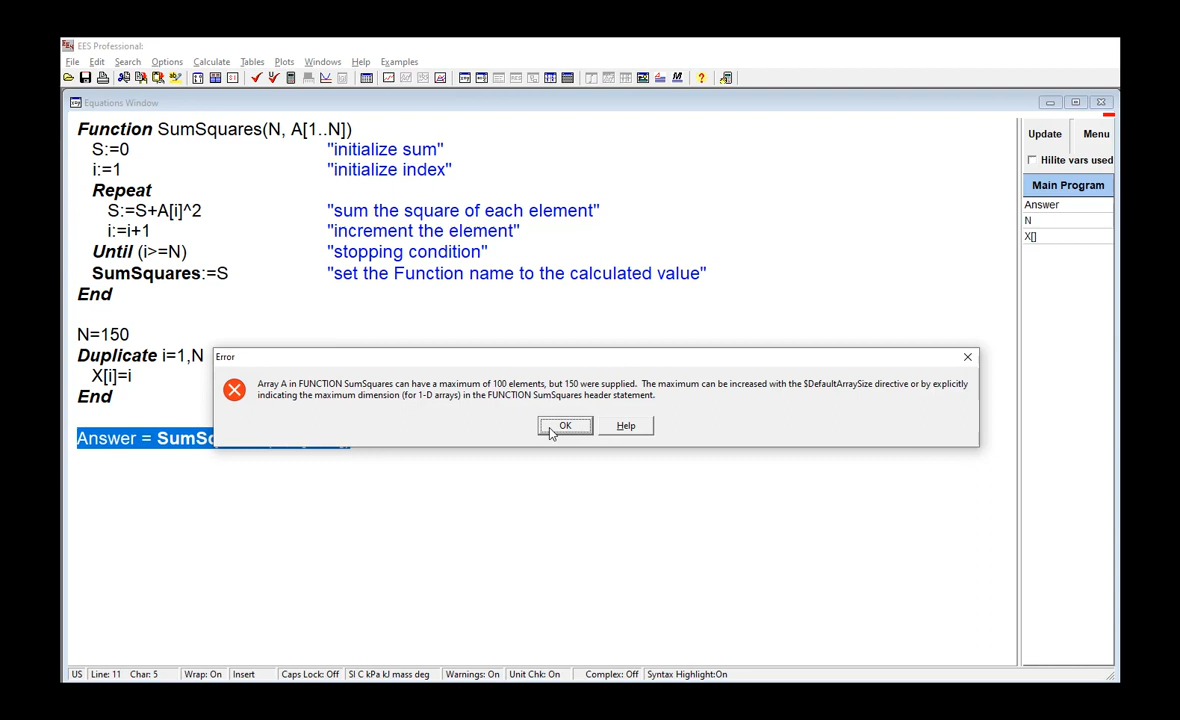 EES Professional:
File Edit Search Options Calculate Tables Plots Windows Help Examples
Equations Window
Function SumSquares(N, A[1..N])
S:=0 "initialize sum"
i:=1 "initialize index"
Repeat
S:=S+A[i]^2 "sum the square of each element"
i:=i+1 "increment the element"
Until (i>=N) "stopping condition"
SumSquares:=S "set the Function name to the calculated value"
End
N=150
Duplicate i=1,N
X[i]=i
End
Answer = SumSq
Error
Array A in FUNCTION SumSquares can have a maximum of 100 elements, but 150 were supplied. The maximum can be increased with the $DefaultArraySize directive or by explicitly
indicating the maximum dimension (for 1-D arrays) in the FUNCTION SumSquares header statement.
OK Help
Update Menu
Hilite vars used
Main Program
Answer
N
X[]
US Line: 11 Char: 5 Wrap: On Insert Caps Lock: Off SI C kPa kJ mass deg Warnings: On Unit Chk: On Complex: Off Syntax Highlight:On